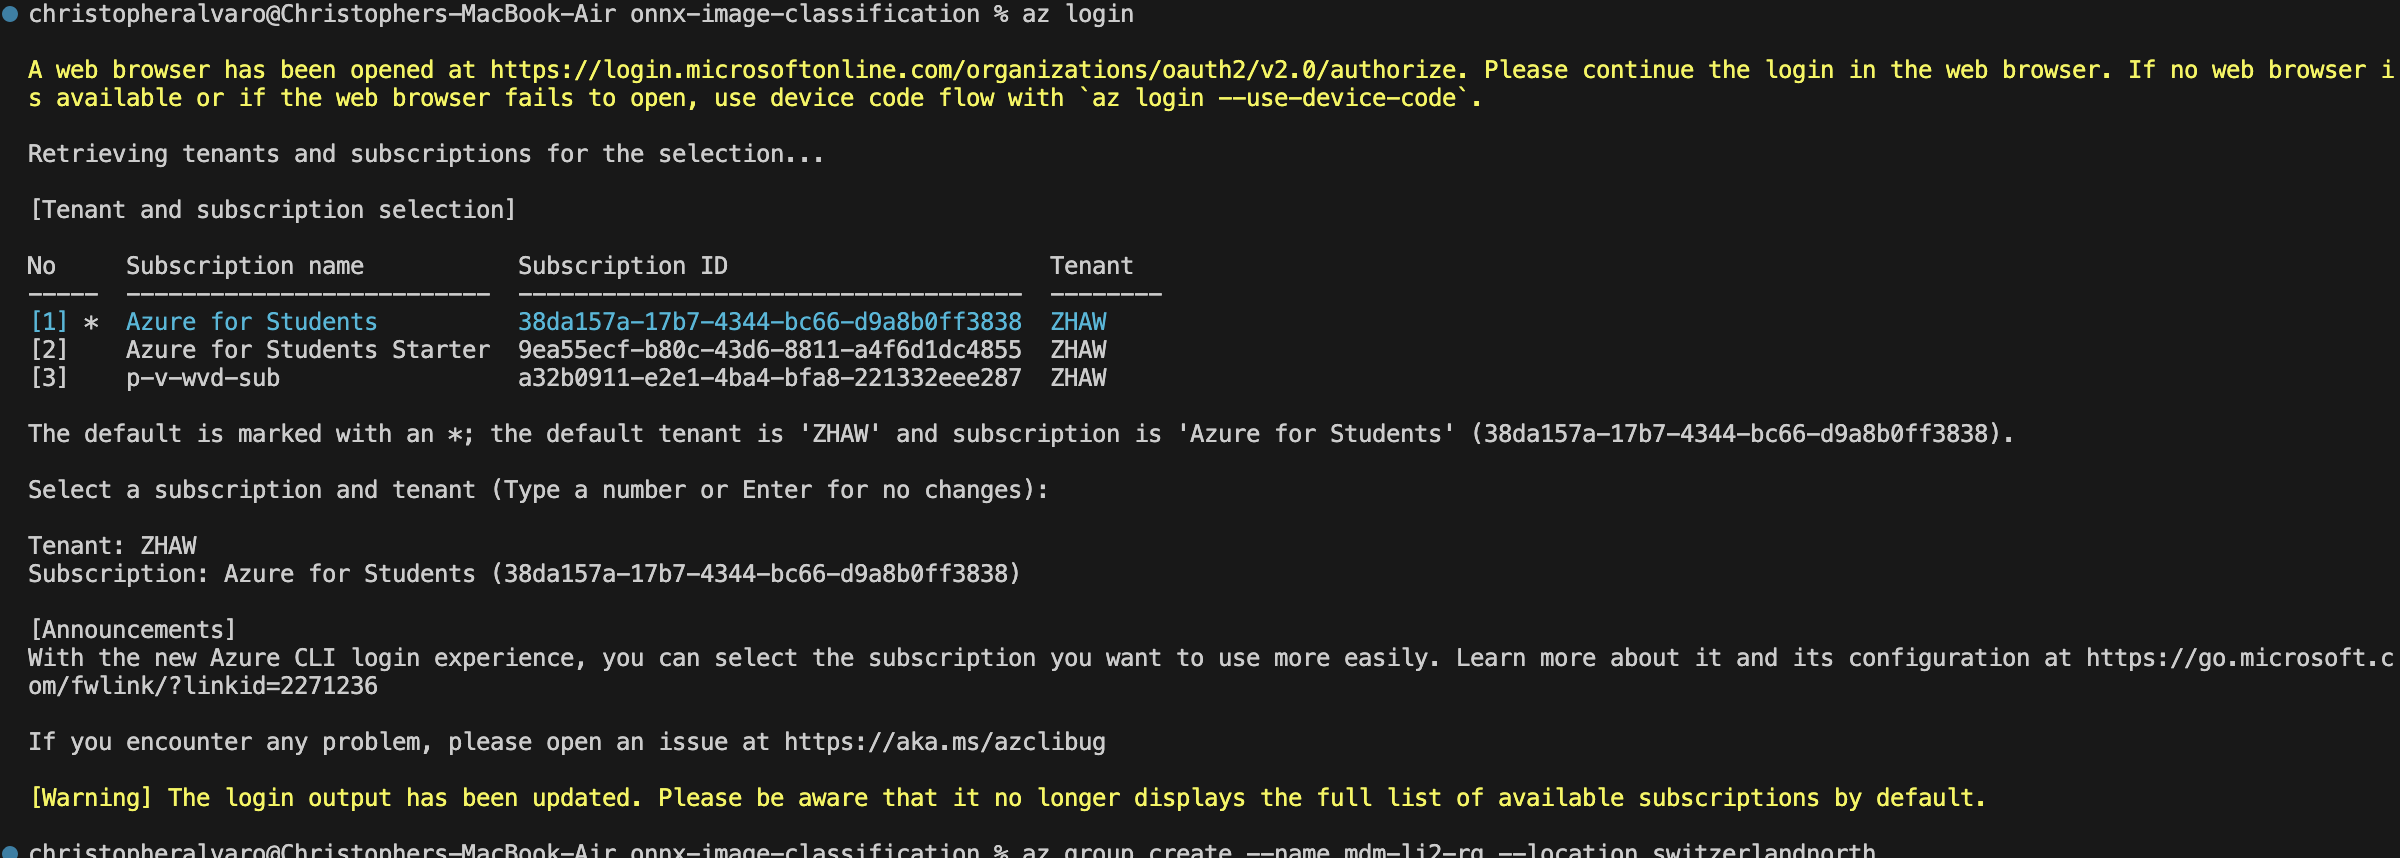 christopheralvaro@Christophers-MacBook-Air onnx-image-classification % az login
A web browser has been opened at https://login.microsoftonline.com/organizations/oauth2/v2.0/authorize. Please continue the login in the web browser. If no web browser i
s available or if the web browser fails to open, use device code flow with `az login --use-device-code`.
Retrieving tenants and subscriptions for the selection...
[Tenant and subscription selection]
No     Subscription name           Subscription ID                       Tenant
-----  --------------------------  ------------------------------------  --------
[1] *  Azure for Students          38da157a-17b7-4344-bc66-d9a8b0ff3838  ZHAW
[2]    Azure for Students Starter  9ea55ecf-b80c-43d6-8811-a4f6d1dc4855  ZHAW
[3]    p-v-wvd-sub                 a32b0911-e2e1-4ba4-bfa8-221332eee287  ZHAW
The default is marked with an *; the default tenant is 'ZHAW' and subscription is 'Azure for Students' (38da157a-17b7-4344-bc66-d9a8b0ff3838).
Select a subscription and tenant (Type a number or Enter for no changes):
Tenant: ZHAW
Subscription: Azure for Students (38da157a-17b7-4344-bc66-d9a8b0ff3838)
[Announcements]
With the new Azure CLI login experience, you can select the subscription you want to use more easily. Learn more about it and its configuration at https://go.microsoft.c
om/fwlink/?linkid=2271236
If you encounter any problem, please open an issue at https://aka.ms/azclibug
[Warning] The login output has been updated. Please be aware that it no longer displays the full list of available subscriptions by default.
christopheralvaro@Christophers-MacBook-Air onnx-image-classification % az group create --name mdm-li2-rg --location switzerlandnorth